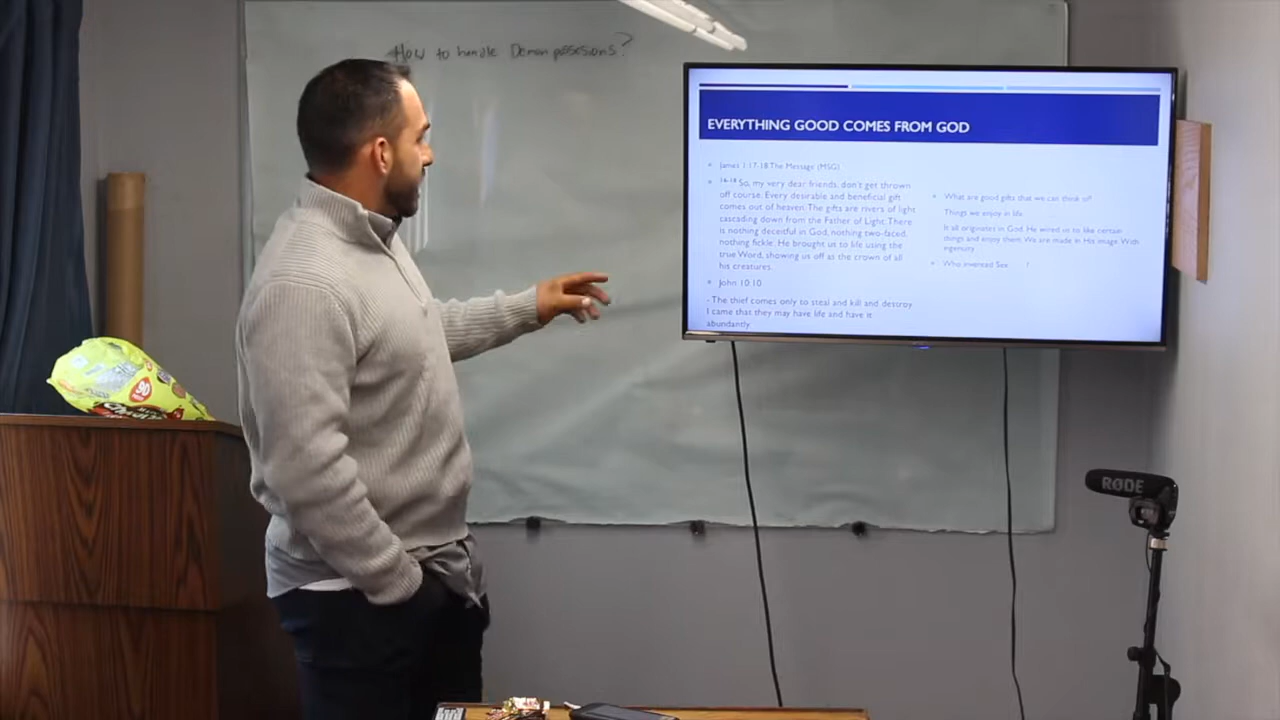 How to handle Demon possesions?
EVERYTHING GOOD COMES FROM GOD
James 1:17-18 The Message (MSG)
16-18 So, my very dear friends, don't get thrown
off course. Every desirable and beneficial gift
comes out of heaven. The gifts are rivers of light
cascading down from the Father of Light. There
is nothing deceitful in God, nothing two-faced,
nothing fickle. He brought us to life using the
true Word, showing us off as the crown of all
his creatures.
John 10:10
- The thief comes only to steal and kill and destroy
I came that they may have life and have it
abundantly
What are good gifts that we can think of?
Things we enjoy in life.
It all originates in God. He wired us to like certain
things and enjoy them. We are made in His image. With
Who invented Sex ?
90
RØDE